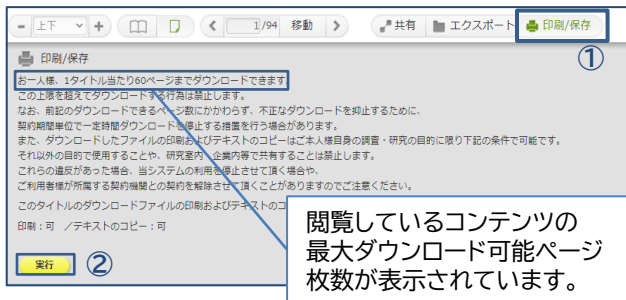 - 上下 + < 1/94 移動 > 共有 エクスポート 印刷/保存
①
印刷/保存
お一人様、1タイトル当たり60ページまでダウンロードできます
この上限を超えてダウンロードする行為は禁止します。
なお、前記のダウンロードできるページ数にかかわらず、不正なダウンロードを抑止するために、
契約期間単位で一定時間ダウンロードを停止する措置を行う場合があります。
また、ダウンロードしたファイルの印刷およびテキストのコピーはご本人様自身の調査・研究の目的に限り下記の条件で可能です。
それ以外の目的で使用することや、研究室内、企業内等で共有することは禁止します。
これらの違反があった場合、当システムの利用を停止させて頂く場合や、
ご利用者様が所属する契約機関との契約を解除させて頂くことがありますのでご注意ください。
このタイトルのダウンロードファイルの印刷およびテキストのコ
印刷:可 /テキストのコピー:可
実行 ②
閲覧しているコンテンツの
最大ダウンロード可能ページ
枚数が表示されています。